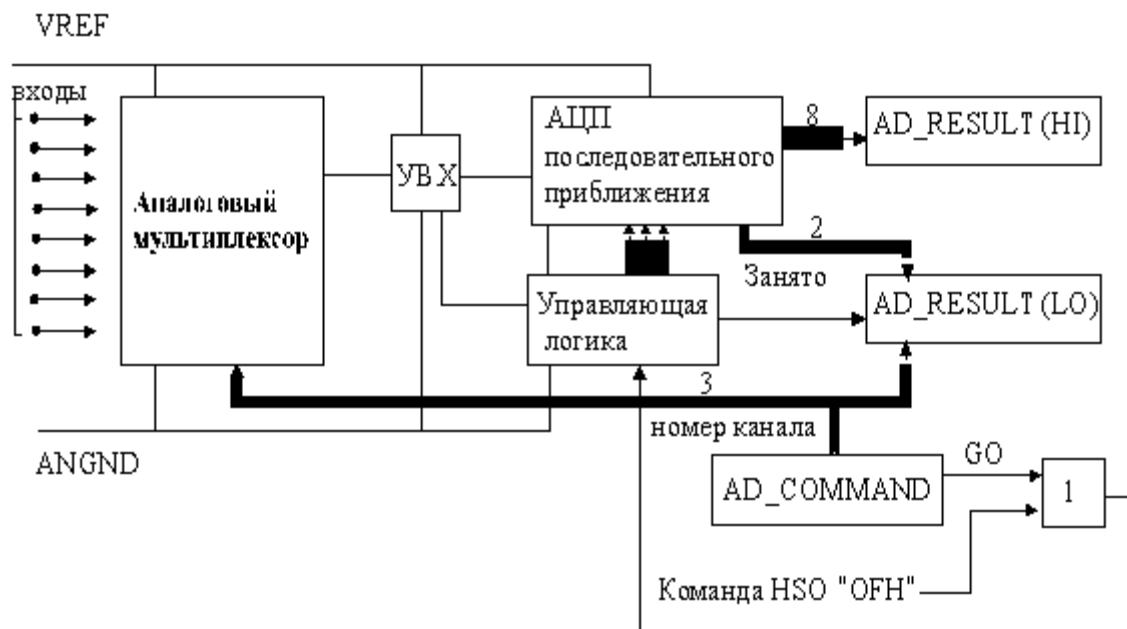 VREF
входы
Аналоговый
мультиплексор
УВХ
АЦП
последовательного
приближения
8
AD_RESULT (HI)
2
Занято
Управляющая
логика
AD_RESULT (LO)
3
номер канала
ANGND
AD_COMMAND
GO
1
Команда HSO "OFH"